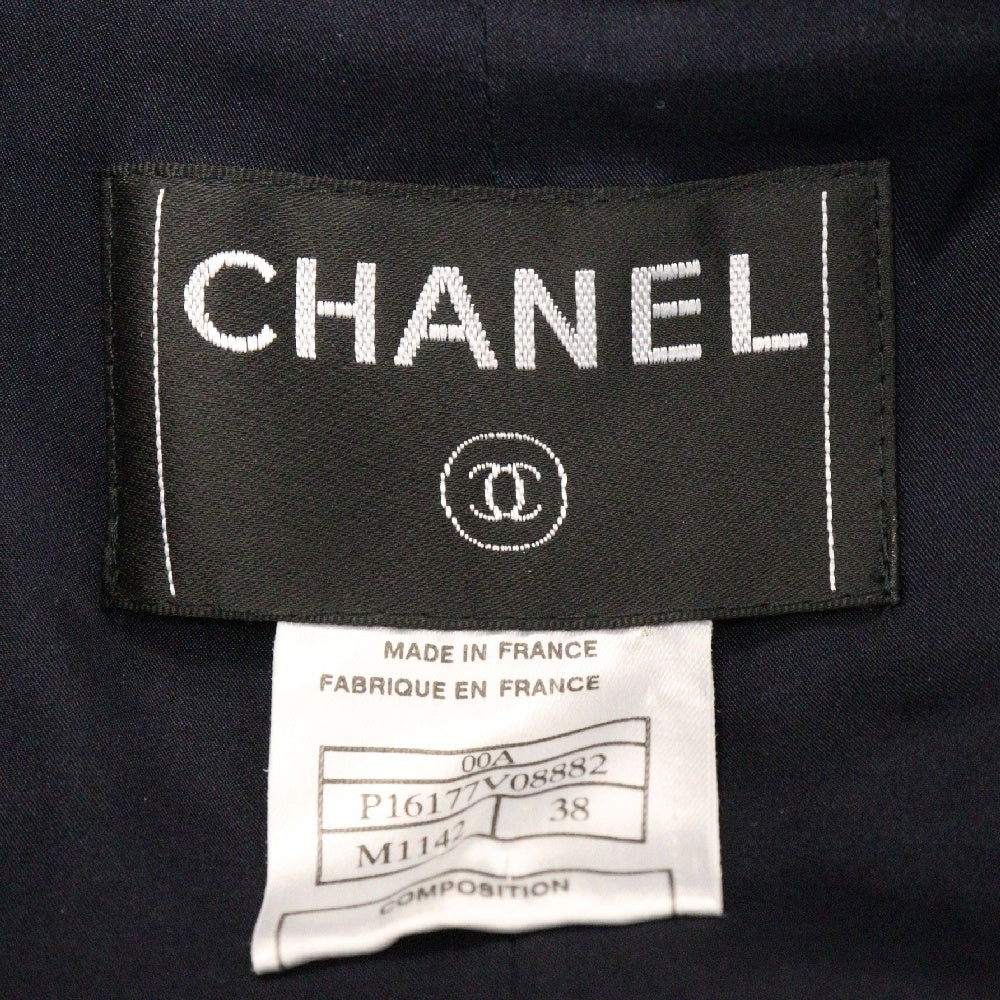 CHANEL
MADE IN FRANCE
FABRIQUE EN FRANCE
00A
P16177V08882
M1142 38
COMPOSITION